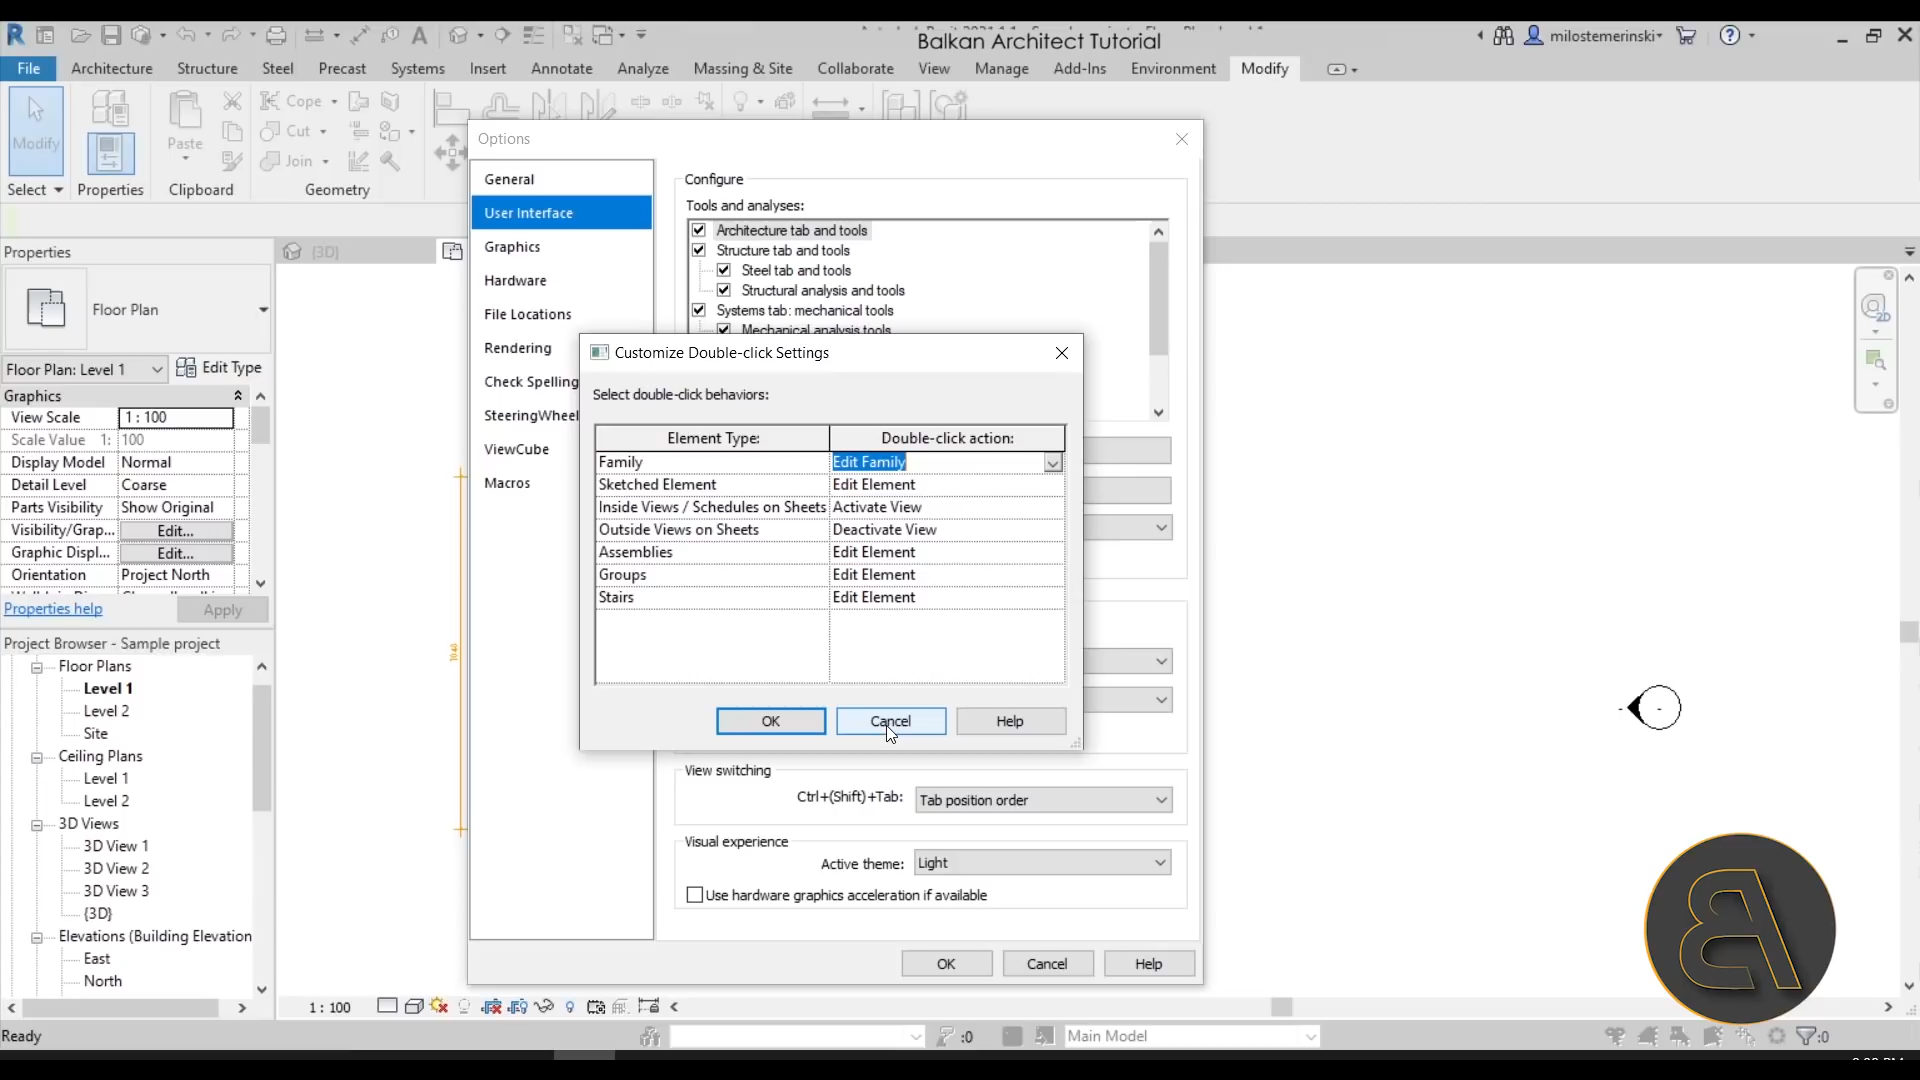 Balkan Architect Tutorial
milostemerinski
File
Architecture
Structure
Steel
Precast
Systems
Insert
Annotate
Analyze
Massing & Site
Collaborate
View
Manage
Add-Ins
Environment
Modify
Modify
Paste
Cope
Cut
Join
Select
Properties
Clipboard
Geometry
Options
General
User Interface
Graphics
Hardware
File Locations
Rendering
Check Spelling
SteeringWheel
ViewCube
Macros
Configure
Tools and analyses:
Architecture tab and tools
Structure tab and tools
Steel tab and tools
Structural analysis and tools
Systems tab: mechanical tools
Mechanical analysis tools
Customize Double-click Settings
Select double-click behaviors:
Element Type: Double-click action:
Family Edit Family
Sketched Element Edit Element
Inside Views / Schedules on Sheets Activate View
Outside Views on Sheets Deactivate View
Assemblies Edit Element
Groups Edit Element
Stairs Edit Element
OK Cancel Help
View switching
Ctrl+(Shift)+Tab: Tab position order
Visual experience
Active theme: Light
Use hardware graphics acceleration if available
OK Cancel Help
Properties
{3D}
Floor Plan
Floor Plan: Level 1
Edit Type
Graphics
View Scale 1 : 100
Scale Value 1: 100
Display Model Normal
Detail Level Coarse
Parts Visibility Show Original
Visibility/Grap... Edit...
Graphic Displ... Edit...
Orientation Project North
Properties help
Apply
Project Browser - Sample project
Floor Plans
Level 1
Level 2
Site
Ceiling Plans
Level 1
Level 2
3D Views
3D View 1
3D View 2
3D View 3
{3D}
Elevations (Building Elevation
East
North
1 : 100
Ready
:0
Main Model
:0
2D